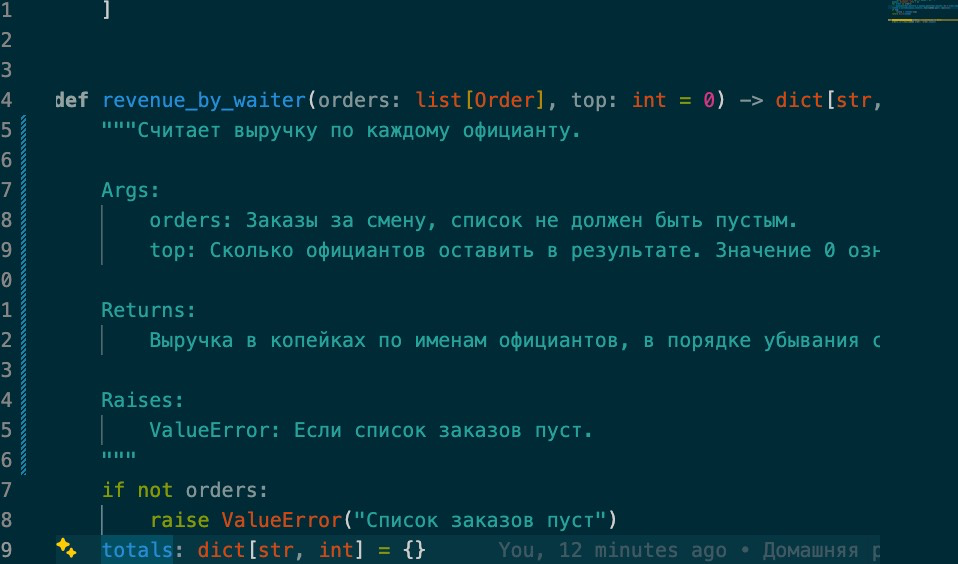 1 ]
2
3
4 def revenue_by_waiter(orders: list[Order], top: int = 0) -> dict[str,
5 """Считает выручку по каждому официанту.
6
7 Args:
8 orders: Заказы за смену, список не должен быть пустым.
9 top: Сколько официантов оставить в результате. Значение 0
0
1 Returns:
2 Выручка в копейках по именам официантов, в порядке убывания
3
4 Raises:
5 ValueError: Если список заказов пуст.
6 """
7 if not orders:
8 raise ValueError("Список заказов пуст")
9 totals: dict[str, int] = {} You, 12 minutes ago • Домашняя